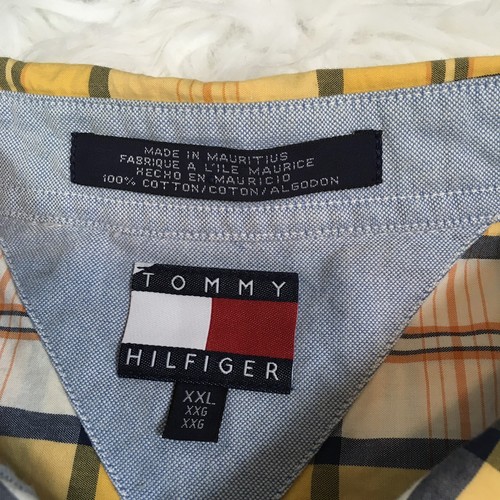 MADE IN MAURITIUS
FABRIQUE A L'ILE MAURICE
HECHO EN MAURICIO
100% COTTON/COTON/ALGODON
TOMMY
HILFIGER
XXL
XXG
XXG